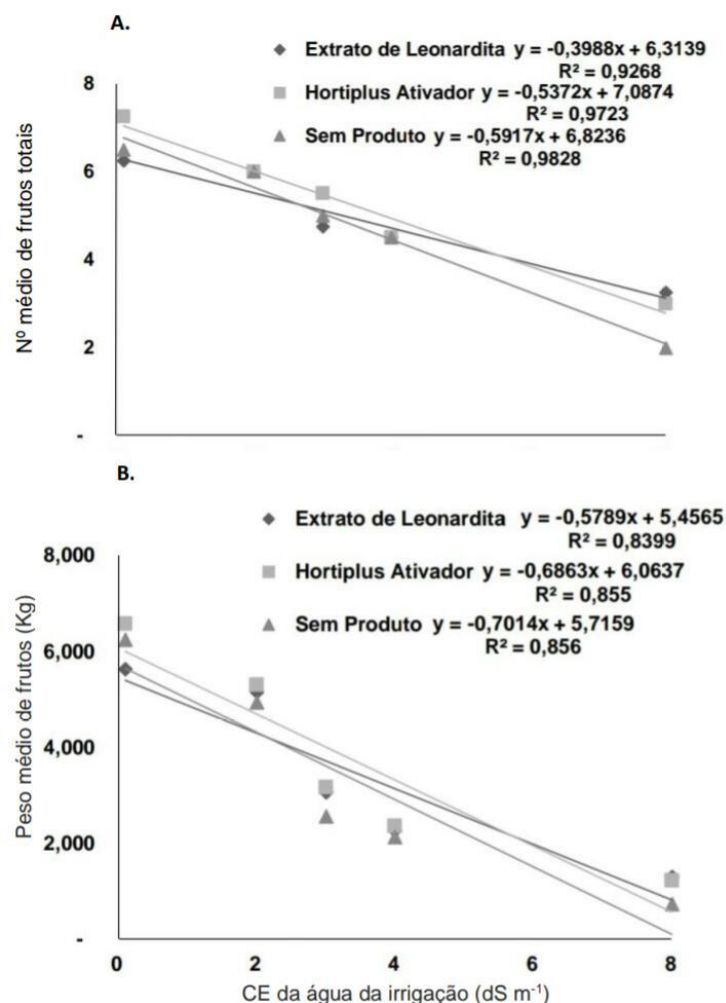 A.
Extrato de Leonardita y = -0,3988x + 6,3139
R² = 0,9268
Hortiplus Ativador y = -0,5372x + 7,0874
R² = 0,9723
Sem Produto y = -0,5917x + 6,8236
R² = 0,9828
8
6
4
2
-
Nº médio de frutos totais
B.
Extrato de Leonardita y = -0,5789x + 5,4565
R² = 0,8399
Hortiplus Ativador y = -0,6863x + 6,0637
R² = 0,855
Sem Produto y = -0,7014x + 5,7159
R² = 0,856
8,000
6,000
4,000
2,000
-
Peso médio de frutos (Kg)
0 2 4 6 8
CE da água da irrigação (dS m⁻¹)